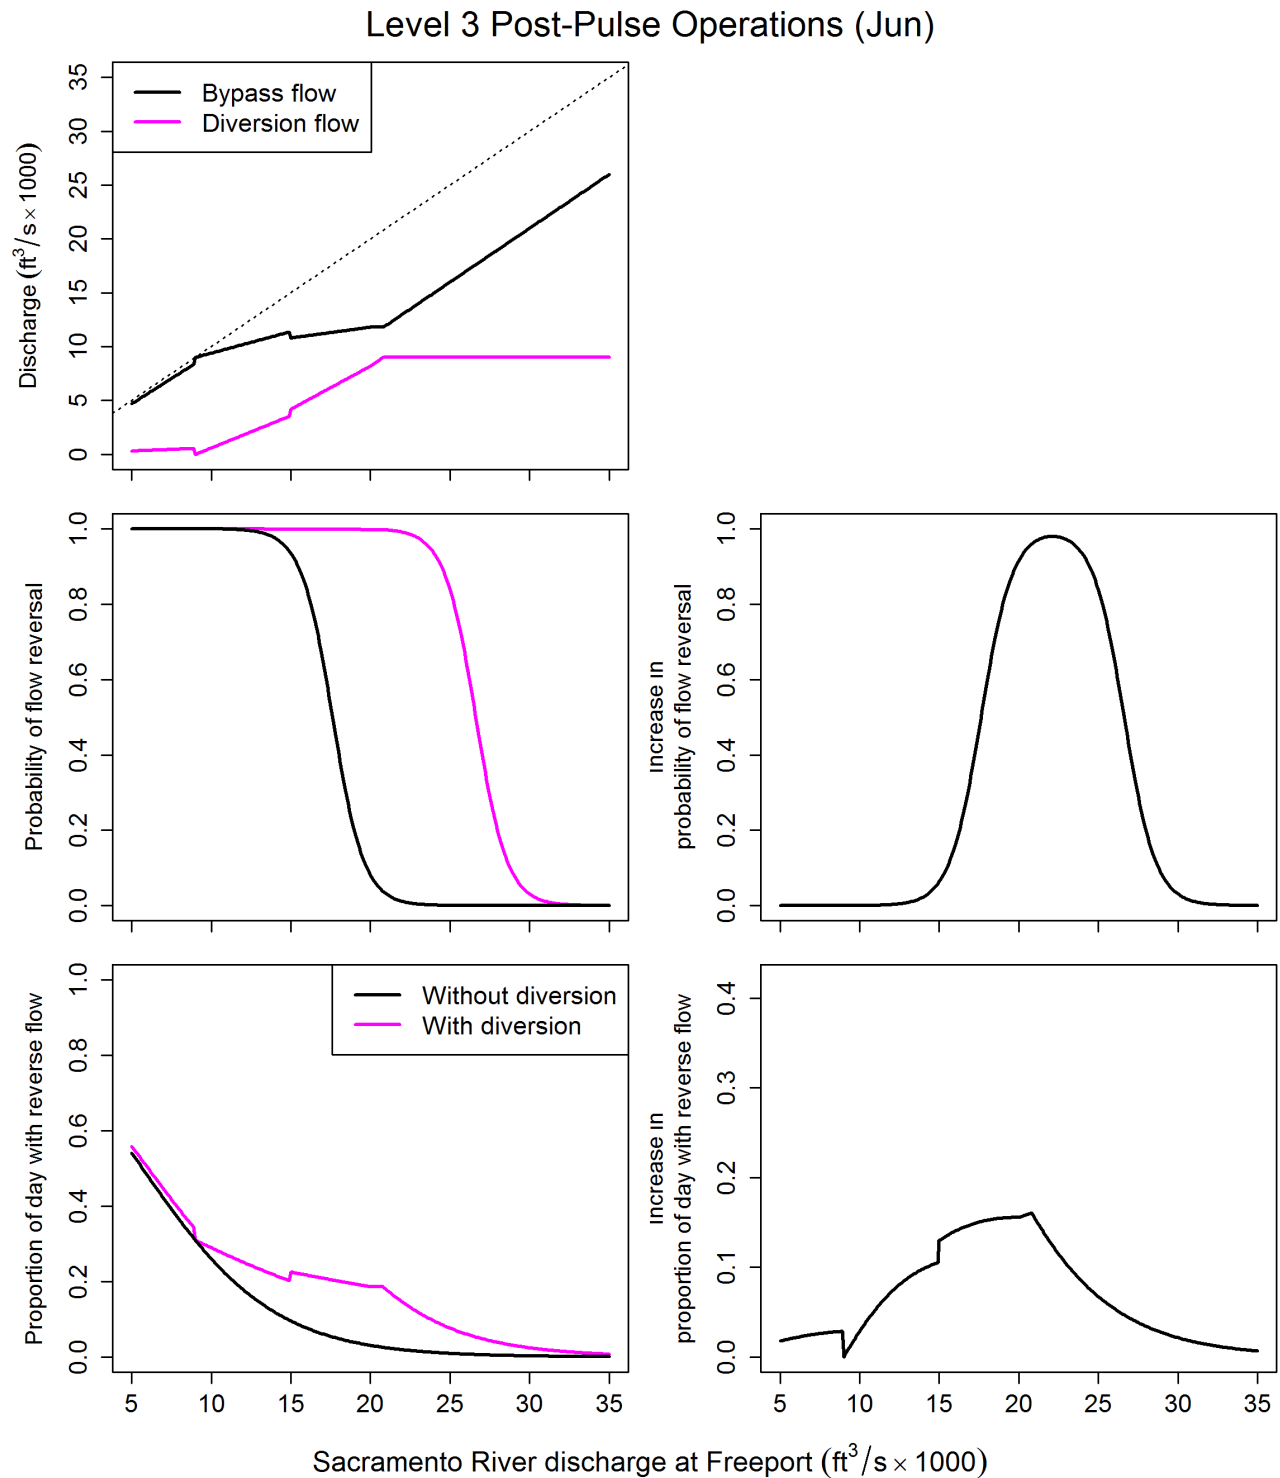 Level 3 Post-Pulse Operations (Jun)
Bypass flow
Diversion flow
Discharge (ft³/s × 1000)
0 5 10 15 20 25 30 35
Probability of flow reversal
0.0 0.2 0.4 0.6 0.8 1.0
Increase in
probability of flow reversal
0.0 0.2 0.4 0.6 0.8 1.0
Without diversion
With diversion
Proportion of day with reverse flow
0.0 0.2 0.4 0.6 0.8 1.0
5 10 15 20 25 30 35
Increase in
proportion of day with reverse flow
0.0 0.1 0.2 0.3 0.4
5 10 15 20 25 30 35
Sacramento River discharge at Freeport (ft³/s × 1000)